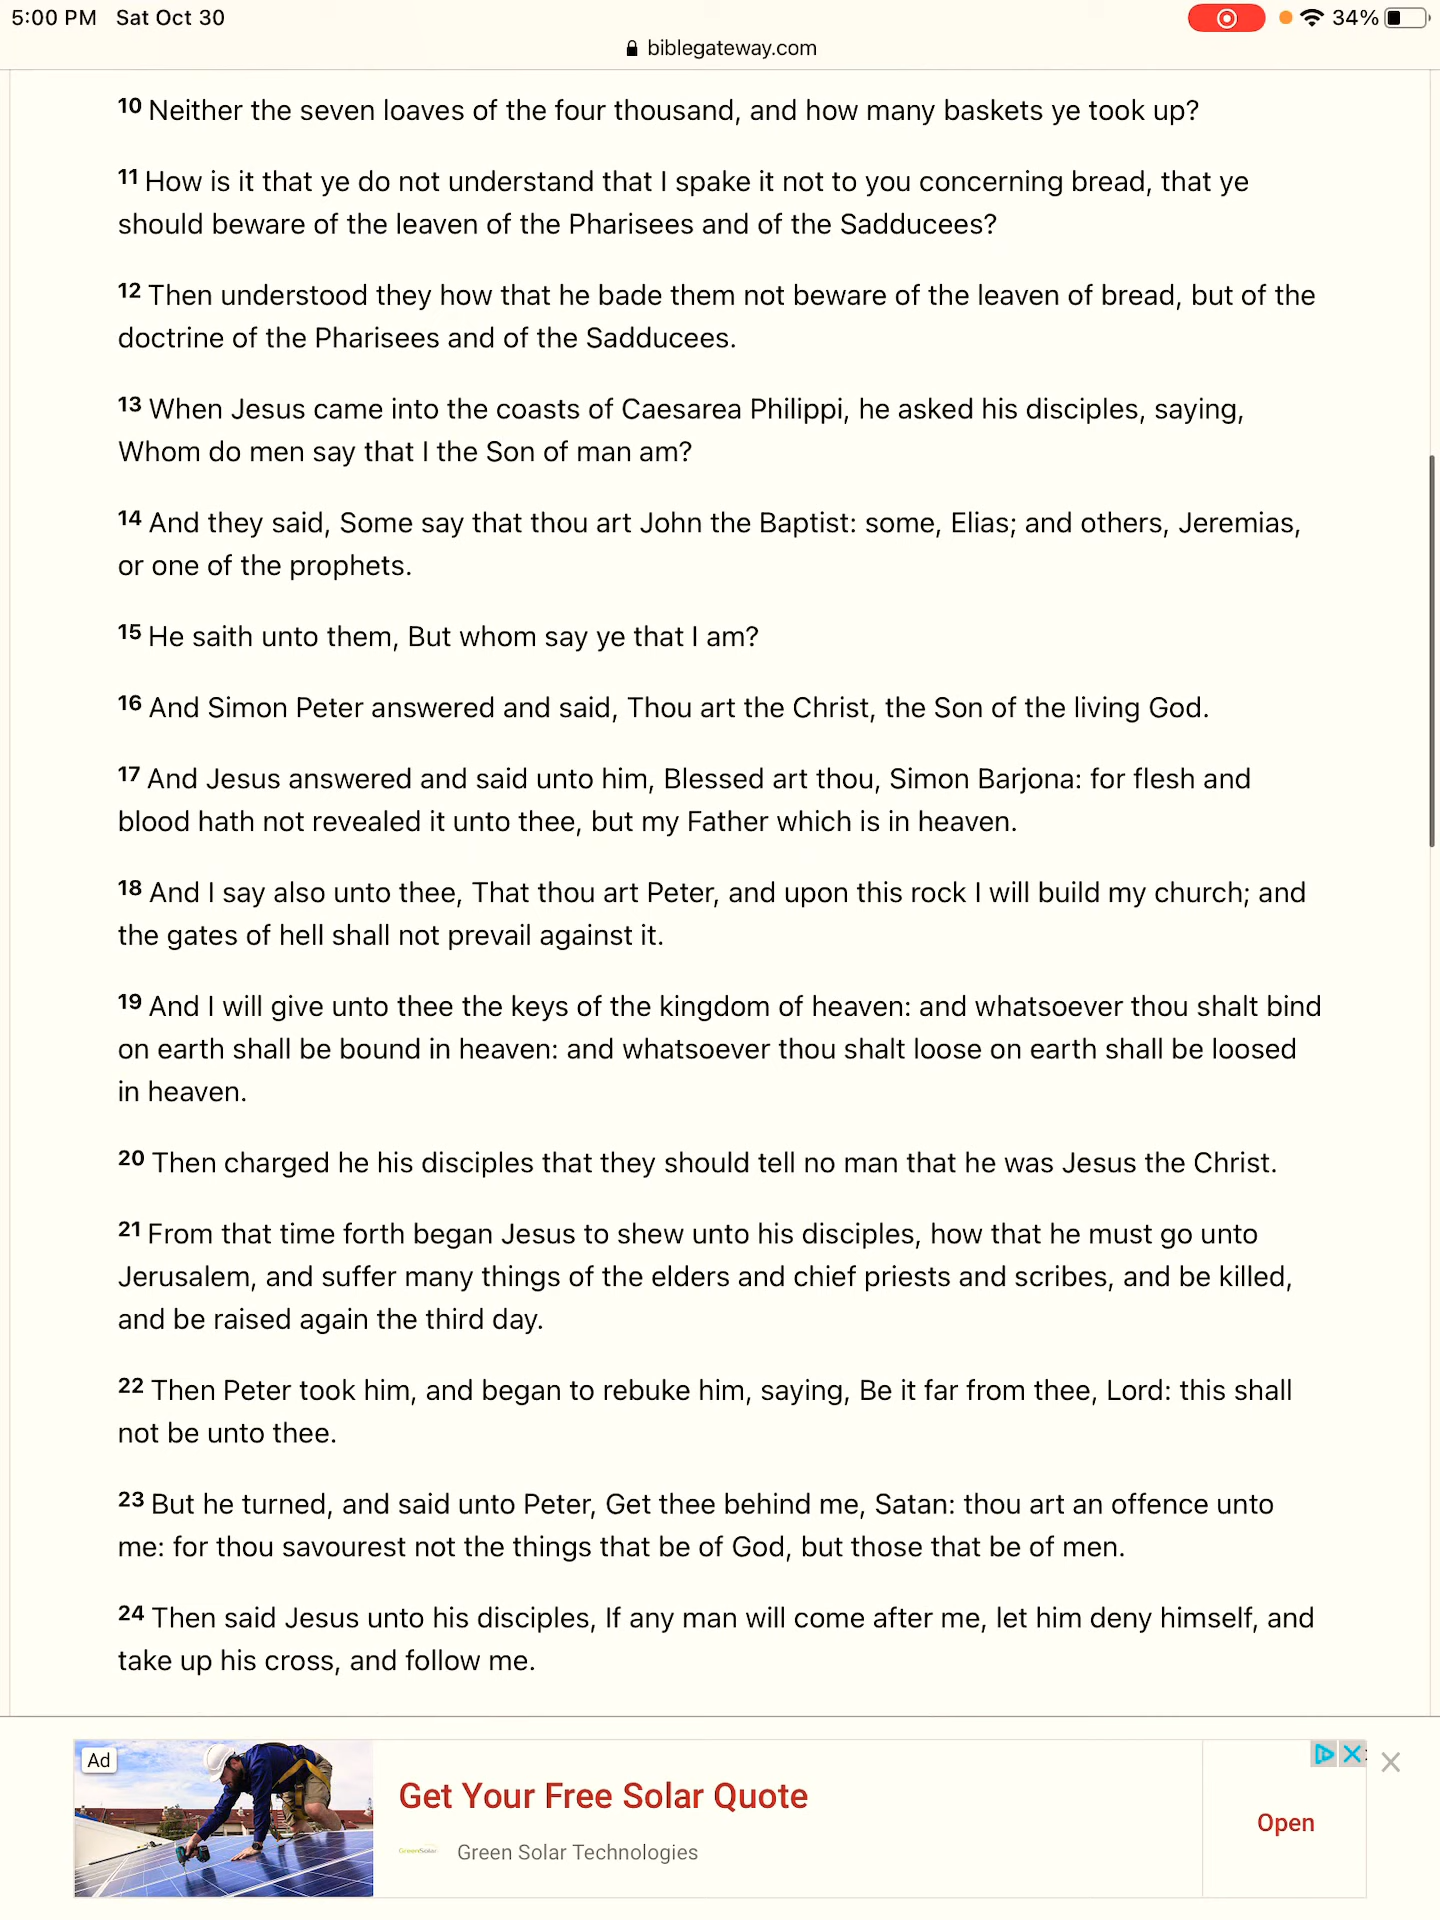 5:00 PM Sat Oct 30
34%
biblegateway.com
10 Neither the seven loaves of the four thousand, and how many baskets ye took up?
11 How is it that ye do not understand that I spake it not to you concerning bread, that ye
should beware of the leaven of the Pharisees and of the Sadducees?
12 Then understood they how that he bade them not beware of the leaven of bread, but of the
doctrine of the Pharisees and of the Sadducees.
13 When Jesus came into the coasts of Caesarea Philippi, he asked his disciples, saying,
Whom do men say that I the Son of man am?
14 And they said, Some say that thou art John the Baptist: some, Elias; and others, Jeremias,
or one of the prophets.
15 He saith unto them, But whom say ye that I am?
16 And Simon Peter answered and said, Thou art the Christ, the Son of the living God.
17 And Jesus answered and said unto him, Blessed art thou, Simon Barjona: for flesh and
blood hath not revealed it unto thee, but my Father which is in heaven.
18 And I say also unto thee, That thou art Peter, and upon this rock I will build my church; and
the gates of hell shall not prevail against it.
19 And I will give unto thee the keys of the kingdom of heaven: and whatsoever thou shalt bind
on earth shall be bound in heaven: and whatsoever thou shalt loose on earth shall be loosed
in heaven.
20 Then charged he his disciples that they should tell no man that he was Jesus the Christ.
21 From that time forth began Jesus to shew unto his disciples, how that he must go unto
Jerusalem, and suffer many things of the elders and chief priests and scribes, and be killed,
and be raised again the third day.
22 Then Peter took him, and began to rebuke him, saying, Be it far from thee, Lord: this shall
not be unto thee.
23 But he turned, and said unto Peter, Get thee behind me, Satan: thou art an offence unto
me: for thou savourest not the things that be of God, but those that be of men.
24 Then said Jesus unto his disciples, If any man will come after me, let him deny himself, and
take up his cross, and follow me.
Ad
Get Your Free Solar Quote
GreenSolar Green Solar Technologies
Open